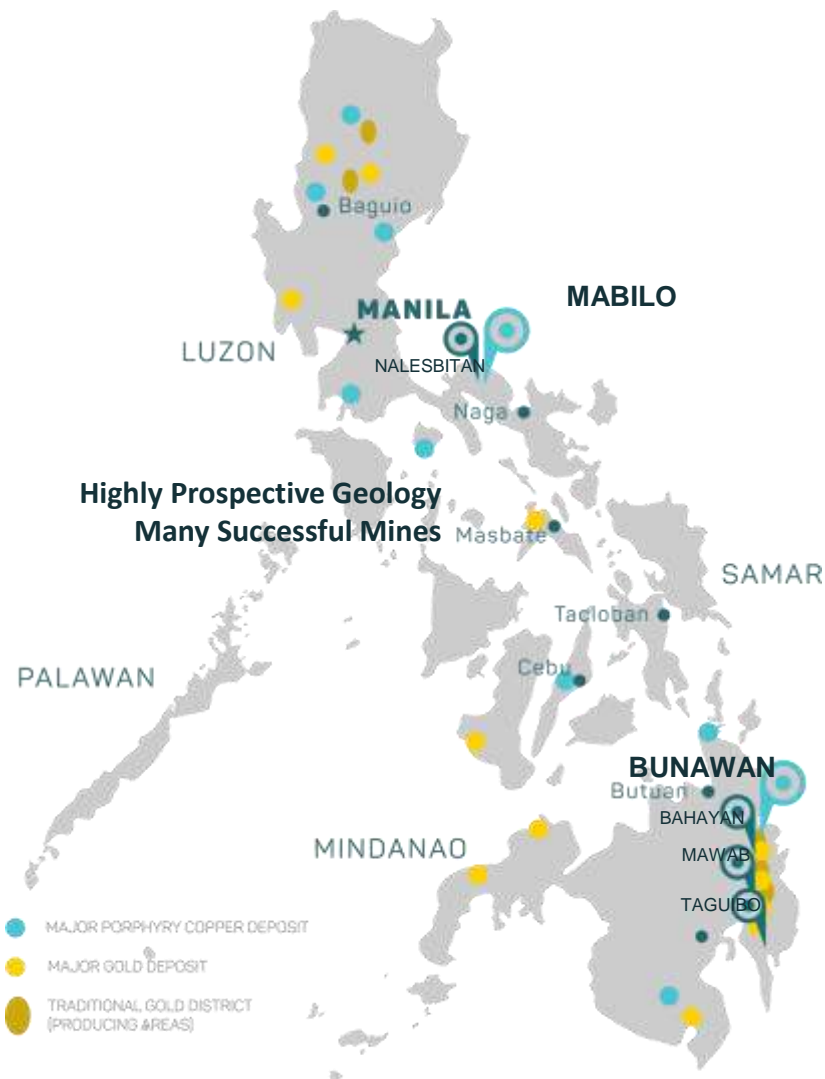 Baguio
MABILO
MANILA
LUZON
NALESBITAN
Naga
Highly Prospective Geology
Many Successful Mines
Masbate
SAMAR
Tacloban
Cebu
PALAWAN
BUNAWAN
Butuan
BAHAYAN
MINDANAO
MAWAB
TAGUIBO
MAJOR PORPHYRY COPPER DEPOSIT
MAJOR GOLD DEPOSIT
TRADITIONAL GOLD DISTRICT
(PRODUCING AREAS)